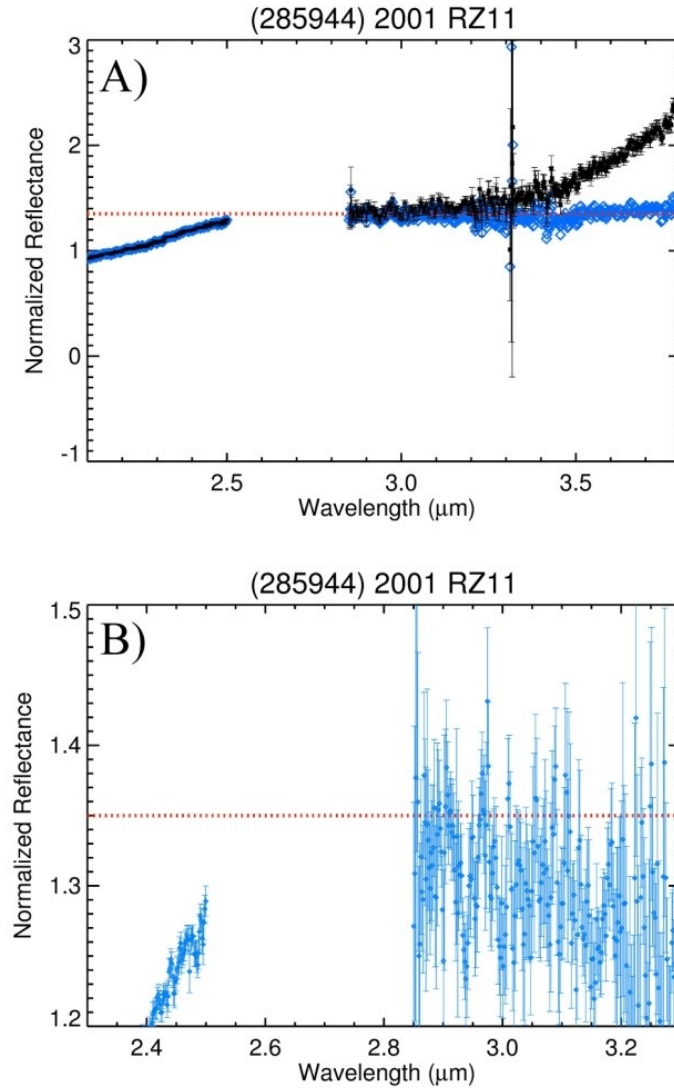 (285944) 2001 RZ11
A)
3
2
1
0
-1
Normalized Reflectance
2.5
3.0
3.5
Wavelength (μm)
(285944) 2001 RZ11
B)
1.5
1.4
1.3
1.2
Normalized Reflectance
2.4
2.6
2.8
3.0
3.2
Wavelength (μm)